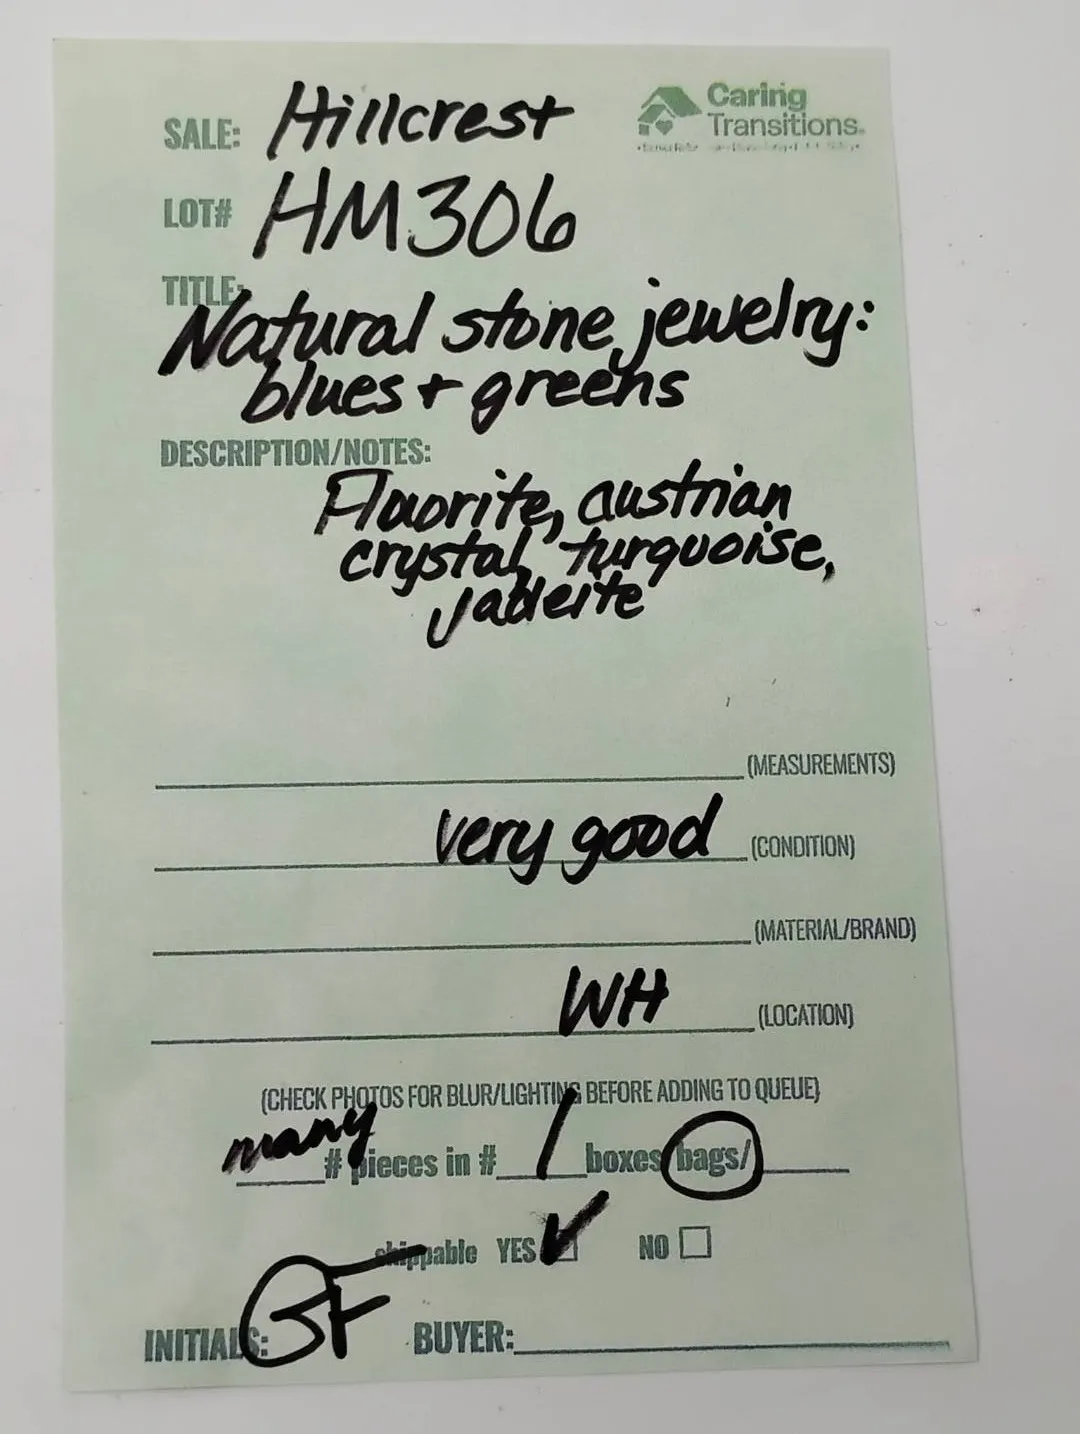 Caring
Transitions.
SALE: Hillcrest
LOT# HM306
TITLE:
Natural stone jewelry:
blues + greens
DESCRIPTION/NOTES:
Fluorite, austrian
crystal, turquoise,
jadeite
(MEASUREMENTS)
very good (CONDITION)
(MATERIAL/BRAND)
WH (LOCATION)
(CHECK PHOTOS FOR BLUR/LIGHTING BEFORE ADDING TO QUEUE)
many # pieces in # 1 boxes/bags/
shippable YES ✓ NO
INITIALS: GF BUYER: